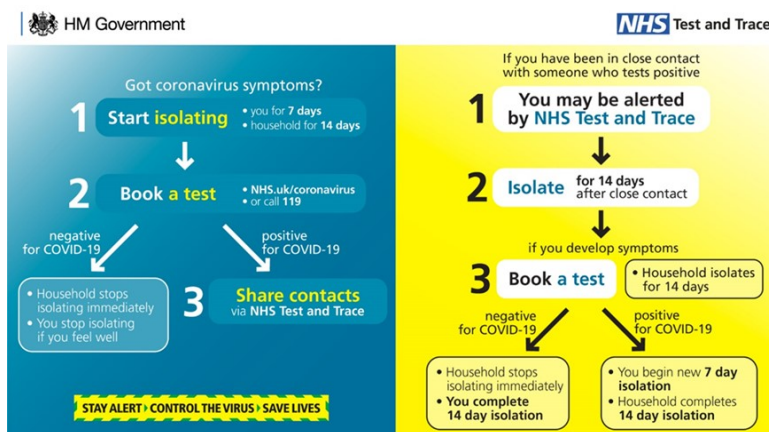 HM Government
NHS Test and Trace
Got coronavirus symptoms?
1 Start isolating
• you for 7 days
• household for 14 days
2 Book a test
• NHS.uk/coronavirus
• or call 119
negative
for COVID-19
positive
for COVID-19
• Household stops
isolating immediately
• You stop isolating
if you feel well
3 Share contacts
via NHS Test and Trace
STAY ALERT CONTROL THE VIRUS SAVE LIVES
If you have been in close contact
with someone who tests positive
1 You may be alerted
by NHS Test and Trace
2 Isolate
for 14 days
after close contact
if you develop symptoms
3 Book a test
• Household isolates
for 14 days
negative
for COVID-19
positive
for COVID-19
• Household stops
isolating immediately
• You complete
14 day isolation
• You begin new 7 day
isolation
• Household completes
14 day isolation